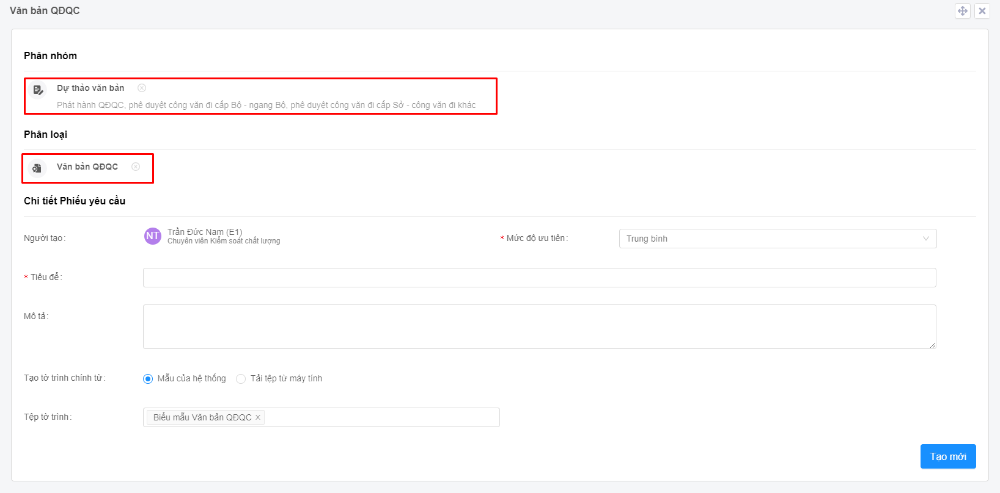 Văn bản QĐQC
Phân nhóm
Dự thảo văn bản
Phát hành QĐQC, phê duyệt công văn đi cấp Bộ - ngang Bộ, phê duyệt công văn đi cấp Sở - công văn đi khác
Phân loại
Văn bản QĐQC
Chi tiết Phiếu yêu cầu
Người tạo:
NT
Trần Đức Nam (E1)
Chuyên viên Kiểm soát chất lượng
* Mức độ ưu tiên:
Trung bình
* Tiêu để:
Mô tả:
Tạo tờ trình chính từ:
Mẫu của hệ thống
Tải tệp từ máy tính
Tệp tờ trình:
Biểu mẫu Văn bản QĐQC
Tạo mới